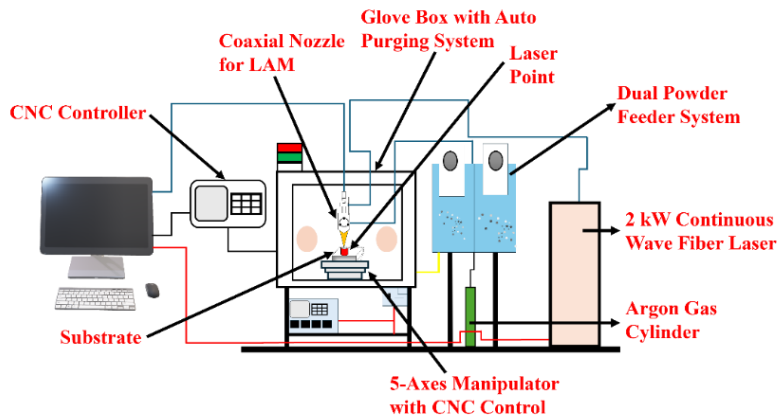 Glove Box with Auto
Purging System
Coaxial Nozzle
for LAM
Laser
Point
Dual Powder
Feeder System
CNC Controller
2 kW Continuous
Wave Fiber Laser
Substrate
Argon Gas
Cylinder
5-Axes Manipulator
with CNC Control